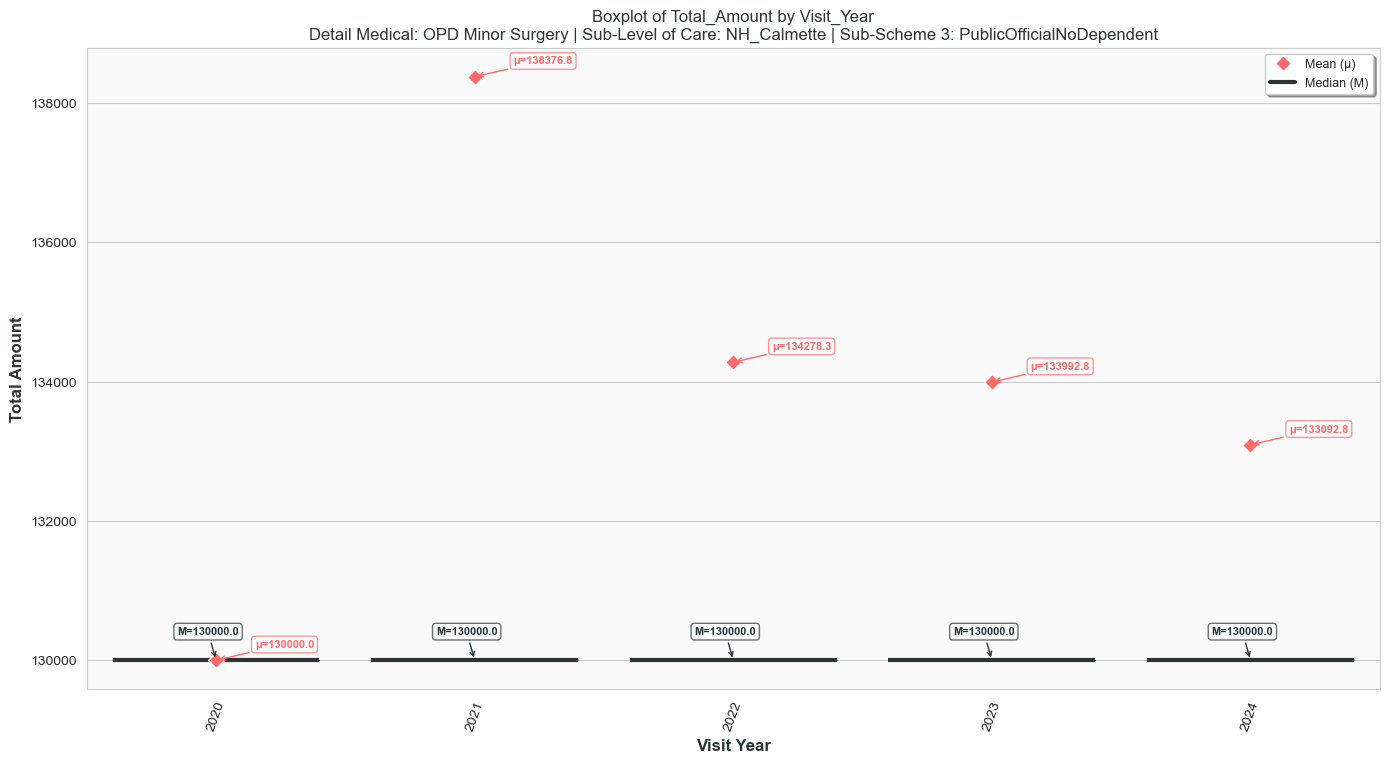 Boxplot of Total_Amount by Visit_Year
Detail Medical: OPD Minor Surgery | Sub-Level of Care: NH_Calmette | Sub-Scheme 3: PublicOfficialNoDependent
Mean (μ)
Median (M)
Total Amount
138000
136000
134000
132000
130000
μ=138376.8
μ=134278.3
μ=133992.8
μ=133092.8
M=130000.0
M=130000.0
M=130000.0
M=130000.0
M=130000.0
μ=130000.0
2020
2021
2022
2023
2024
Visit Year